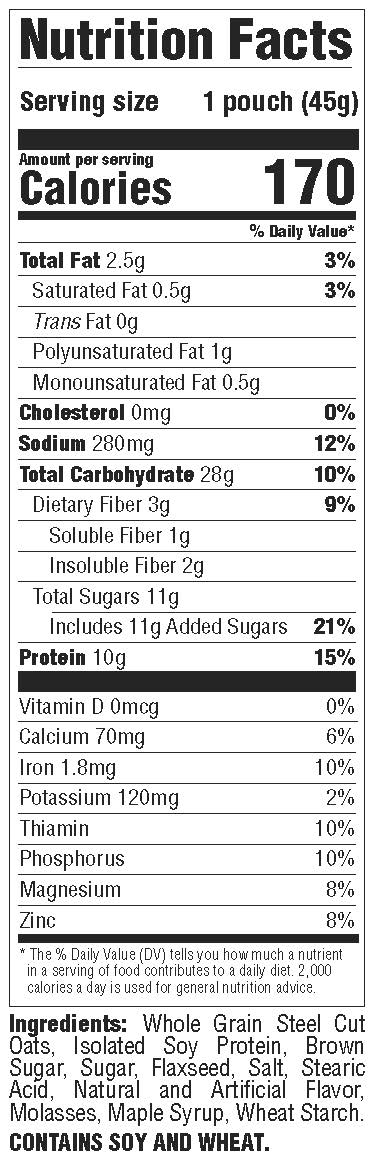 Nutrition Facts
Serving size 1 pouch (45g)
Amount per serving
Calories 170
% Daily Value*
Total Fat 2.5g 3%
Saturated Fat 0.5g 3%
Trans Fat 0g
Polyunsaturated Fat 1g
Monounsaturated Fat 0.5g
Cholesterol 0mg 0%
Sodium 280mg 12%
Total Carbohydrate 28g 10%
Dietary Fiber 3g 9%
Soluble Fiber 1g
Insoluble Fiber 2g
Total Sugars 11g
Includes 11g Added Sugars 21%
Protein 10g 15%
Vitamin D 0mcg 0%
Calcium 70mg 6%
Iron 1.8mg 10%
Potassium 120mg 2%
Thiamin 10%
Phosphorus 10%
Magnesium 8%
Zinc 8%
* The % Daily Value (DV) tells you how much a nutrient
in a serving of food contributes to a daily diet. 2,000
calories a day is used for general nutrition advice.
Ingredients: Whole Grain Steel Cut
Oats, Isolated Soy Protein, Brown
Sugar, Sugar, Flaxseed, Salt, Stearic
Acid, Natural and Artificial Flavor,
Molasses, Maple Syrup, Wheat Starch.
CONTAINS SOY AND WHEAT.